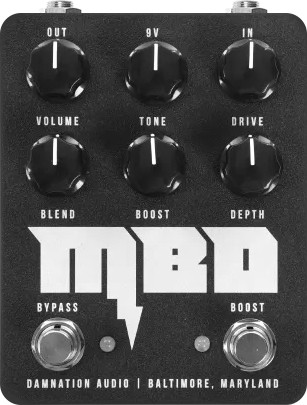 OUT 9V IN
VOLUME TONE DRIVE
BLEND BOOST DEPTH
MBD
BYPASS BOOST
DAMNATION AUDIO | BALTIMORE, MARYLAND